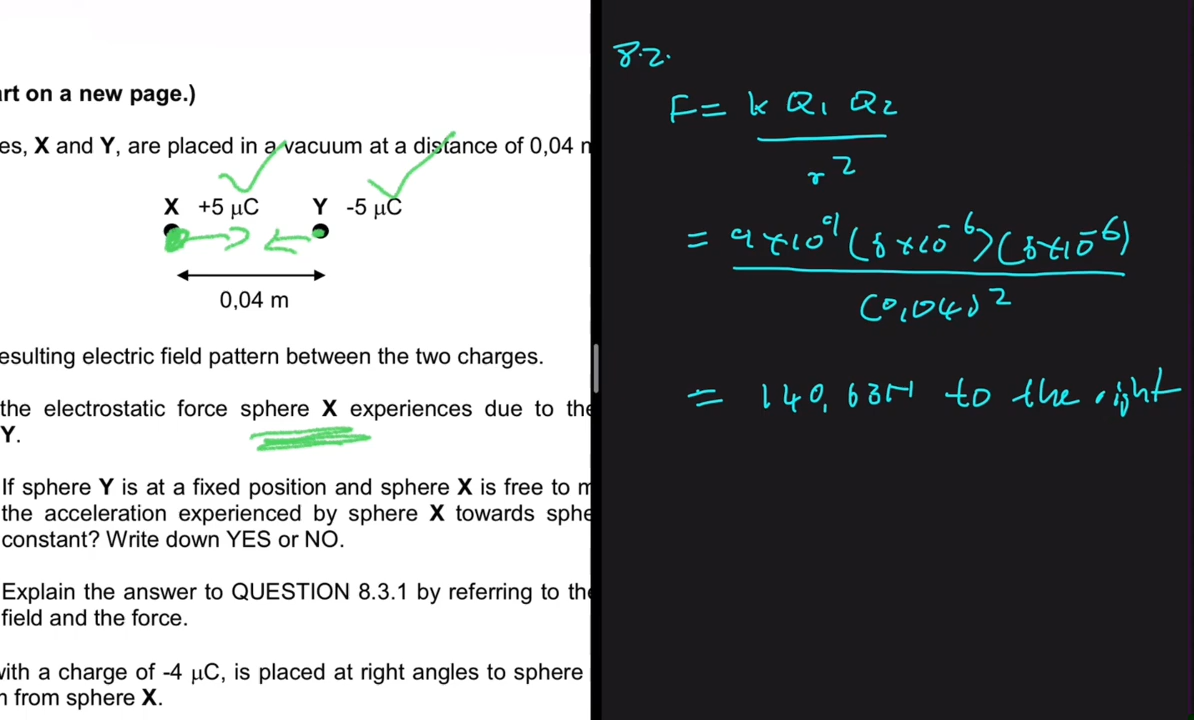 rt on a new page.)
es, X and Y, are placed in a vacuum at a distance of 0,04 m
X +5 μC Y -5 μC
0,04 m
esulting electric field pattern between the two charges.
the electrostatic force sphere X experiences due to the
Y.
If sphere Y is at a fixed position and sphere X is free to m
the acceleration experienced by sphere X towards sphe
constant? Write down YES or NO.
Explain the answer to QUESTION 8.3.1 by referring to the
field and the force.
with a charge of -4 μC, is placed at right angles to sphere
from sphere X.
8.2.
F = k Q1 Q2
r2
= 9×10^9 (5×10^-6)(5×10^-6)
(0,04)2
= 140,63N to the right